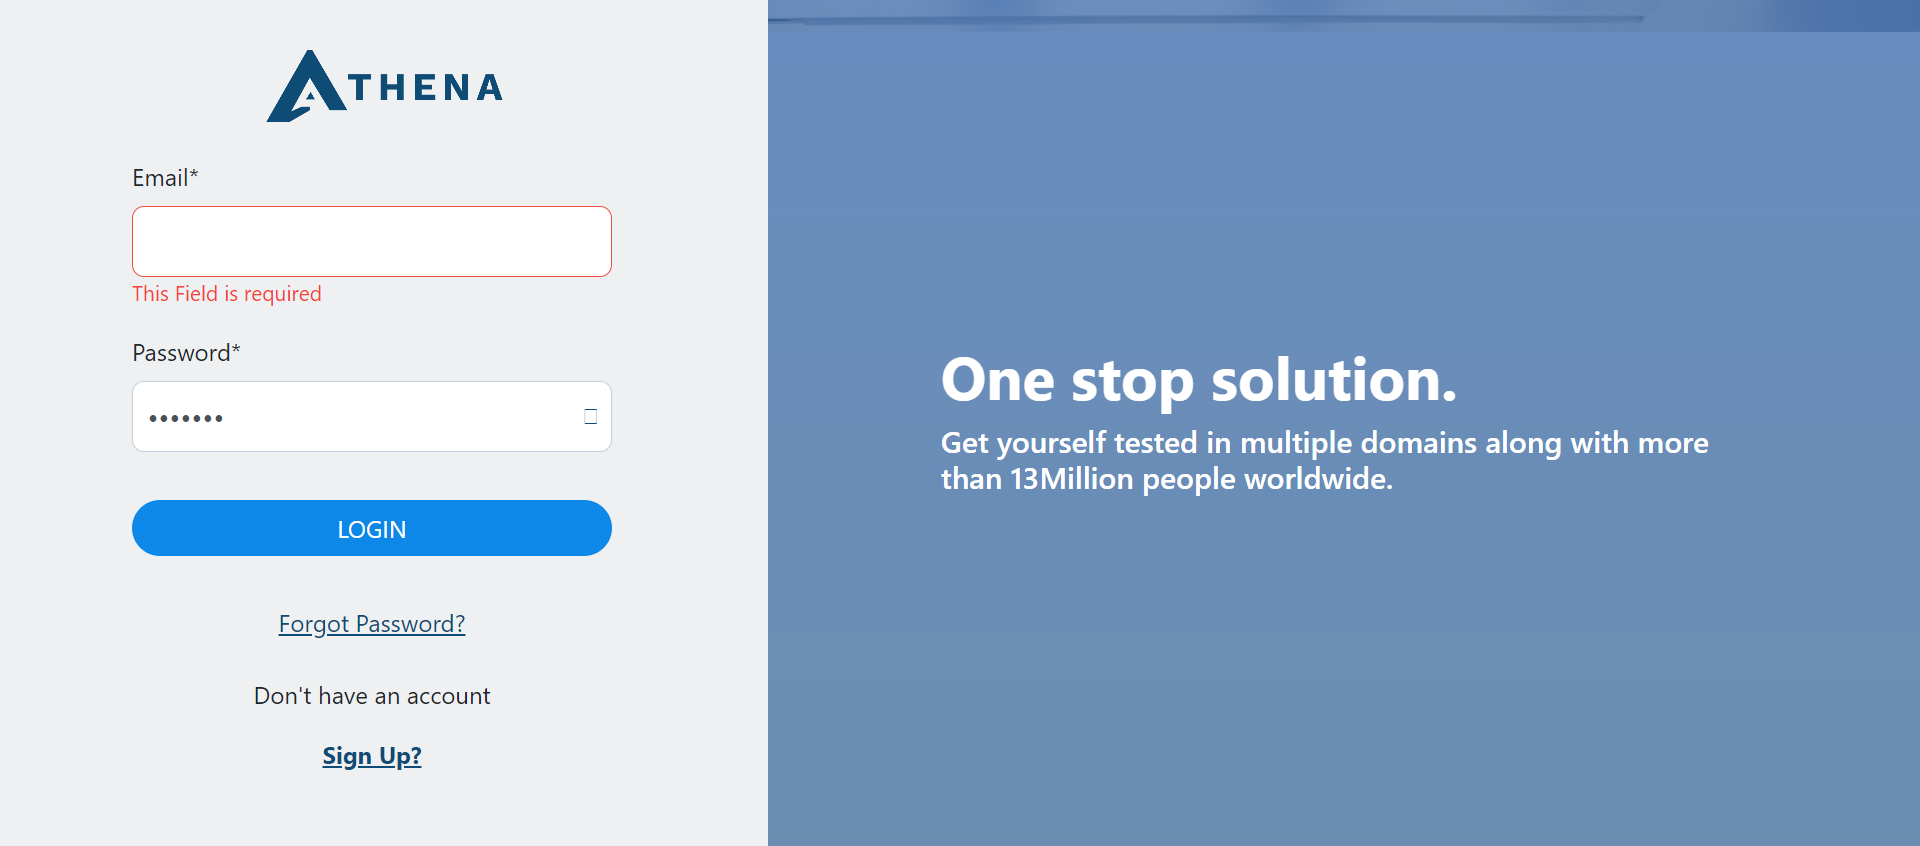 ATHENA
Email*
This Field is required
Password*
•••••••
LOGIN
Forgot Password?
Don't have an account
Sign Up?
One stop solution.
Get yourself tested in multiple domains along with more
than 13Million people worldwide.